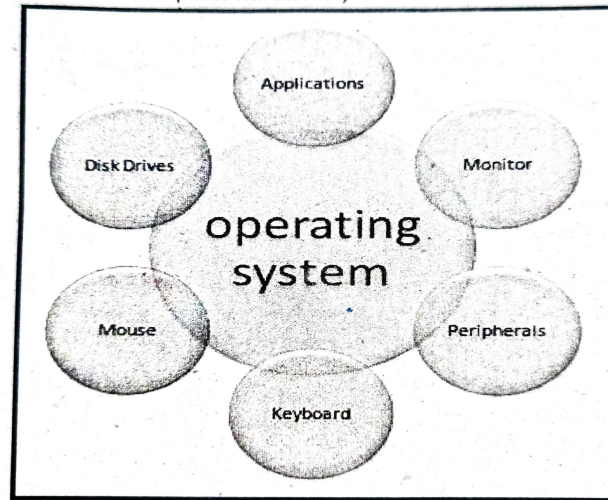 Applications
Disk Drives
Monitor
operating
system
Mouse
Peripherals
Keyboard